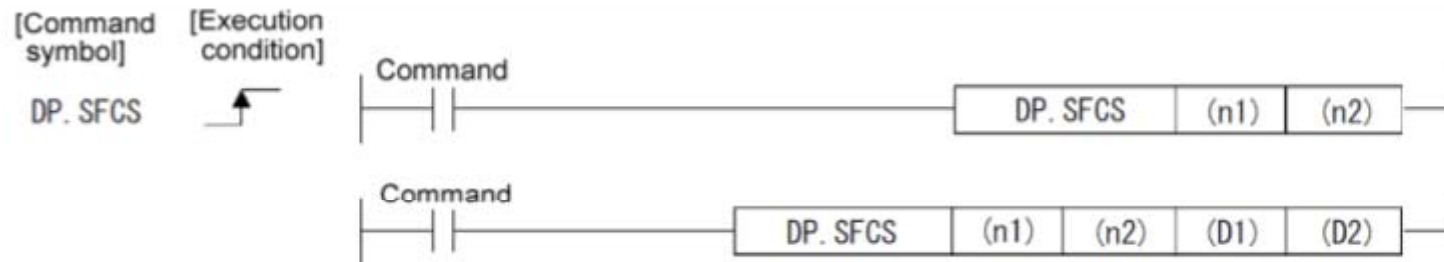 [Command symbol]
[Execution condition]
Command
DP. SFCS
DP. SFCS (n1) (n2)
Command
DP. SFCS (n1) (n2) (D1) (D2)